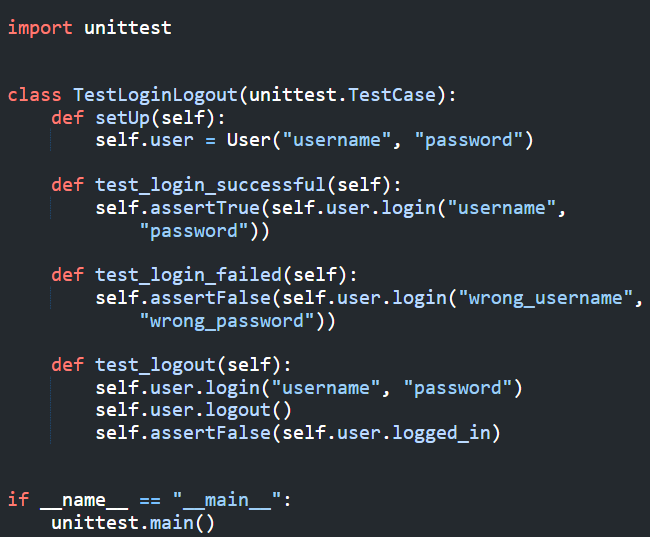 import unittest
class TestLoginLogout(unittest.TestCase):
    def setUp(self):
        self.user = User("username", "password")
    def test_login_successful(self):
        self.assertTrue(self.user.login("username",
            "password"))
    def test_login_failed(self):
        self.assertFalse(self.user.login("wrong_username",
            "wrong_password"))
    def test_logout(self):
        self.user.login("username", "password")
        self.user.logout()
        self.assertFalse(self.user.logged_in)
if __name__ == "__main__":
    unittest.main()